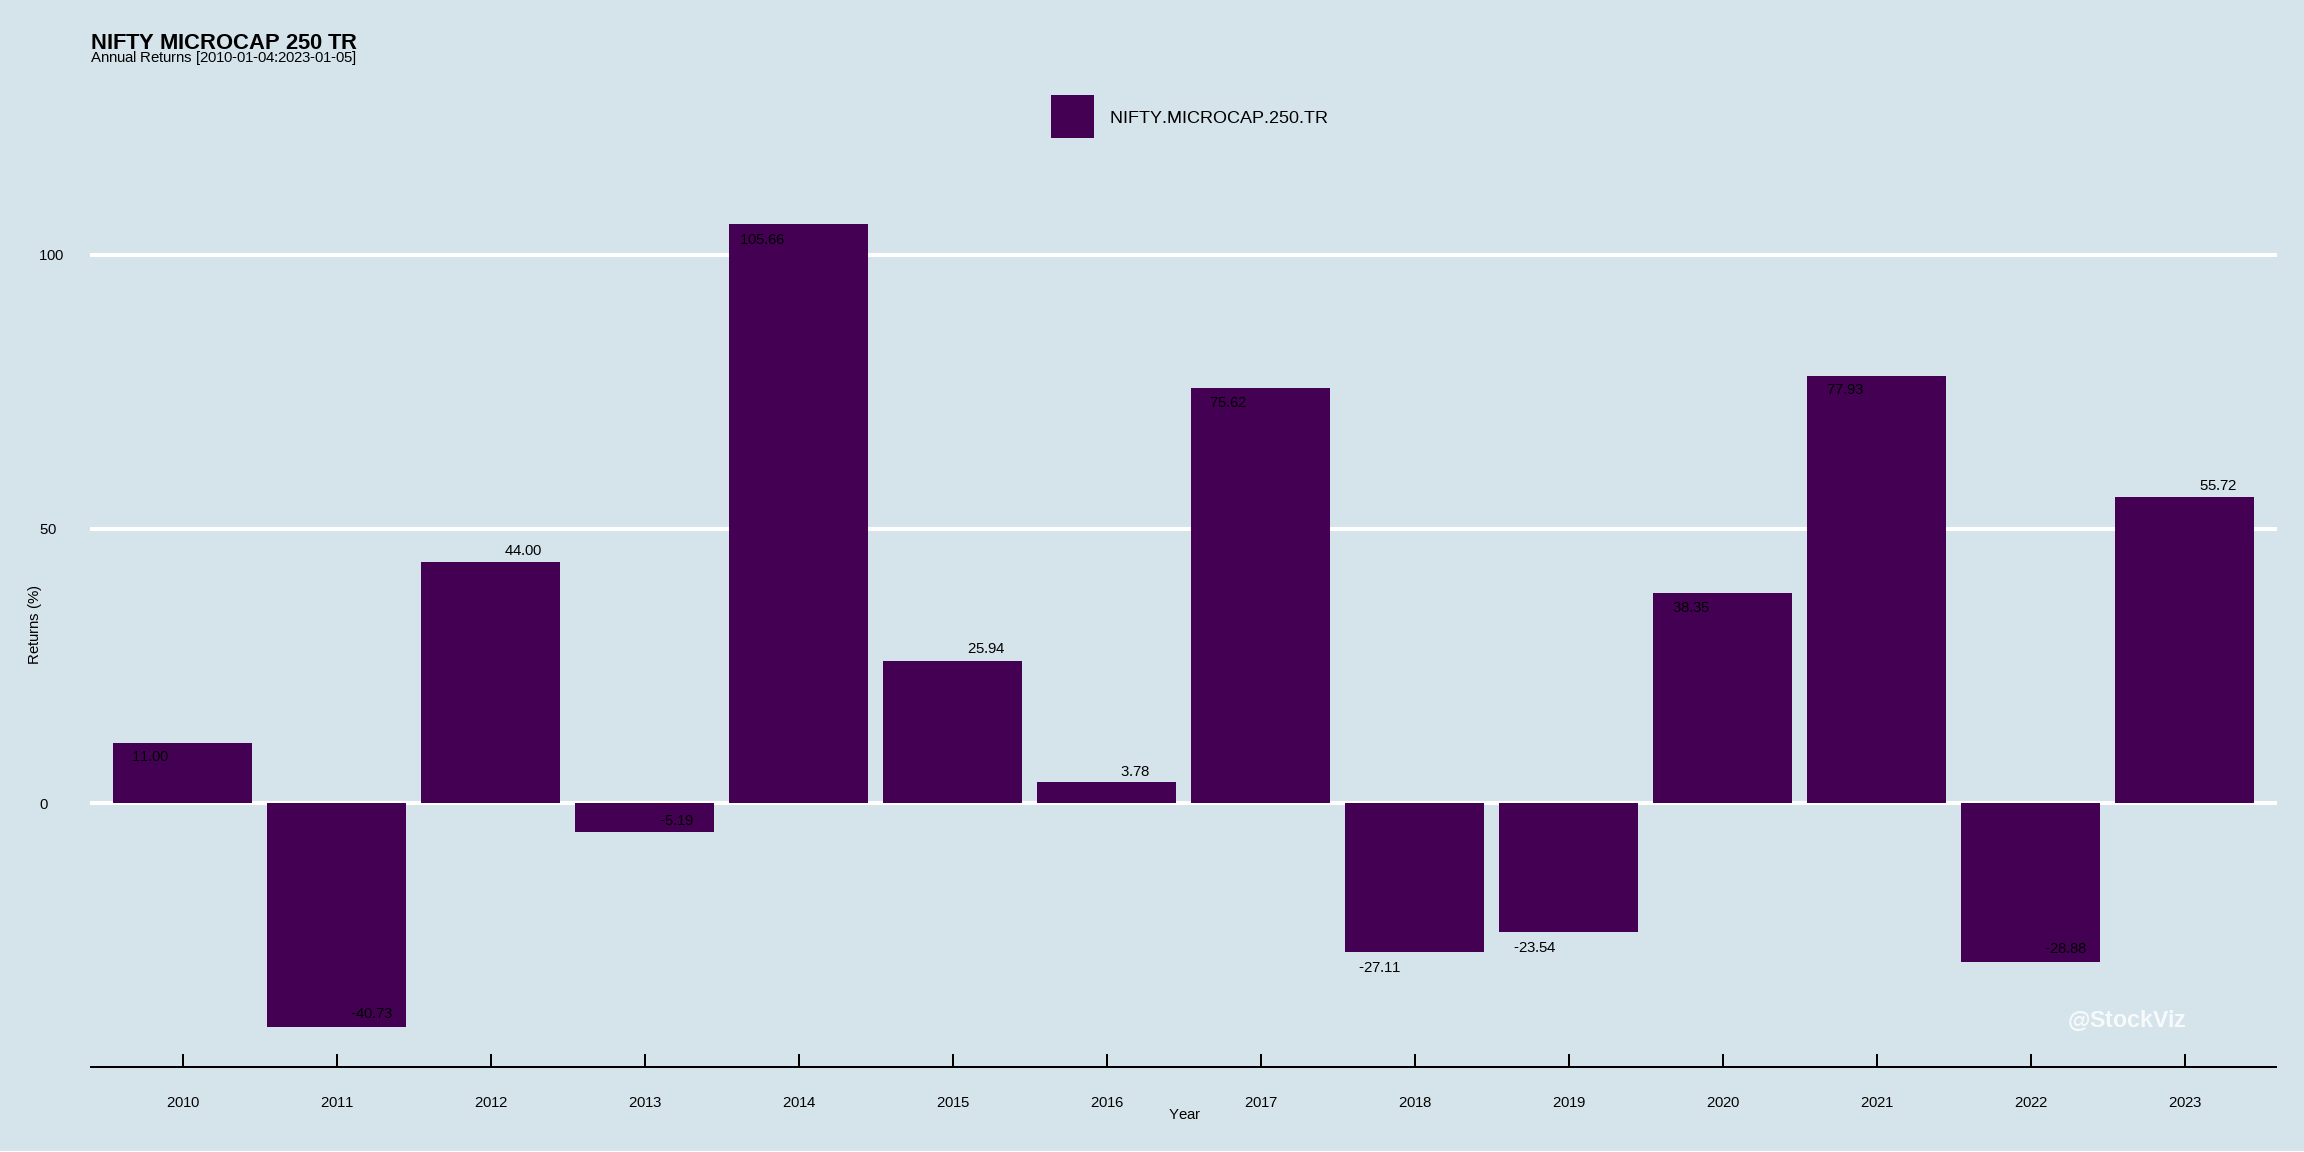 NIFTY MICROCAP 250 TR
Annual Returns [2010-01-04:2023-01-05]
NIFTY.MICROCAP.250.TR
105.66
100
77.93
75.62
55.72
50
44.00
38.35
Returns (%)
25.94
3.78
11.00
0
-5.19
-23.54
-28.88
-27.11
-40.73
@StockViz
2010 2011 2012 2013 2014 2015 2016 2017 2018 2019 2020 2021 2022 2023
Year